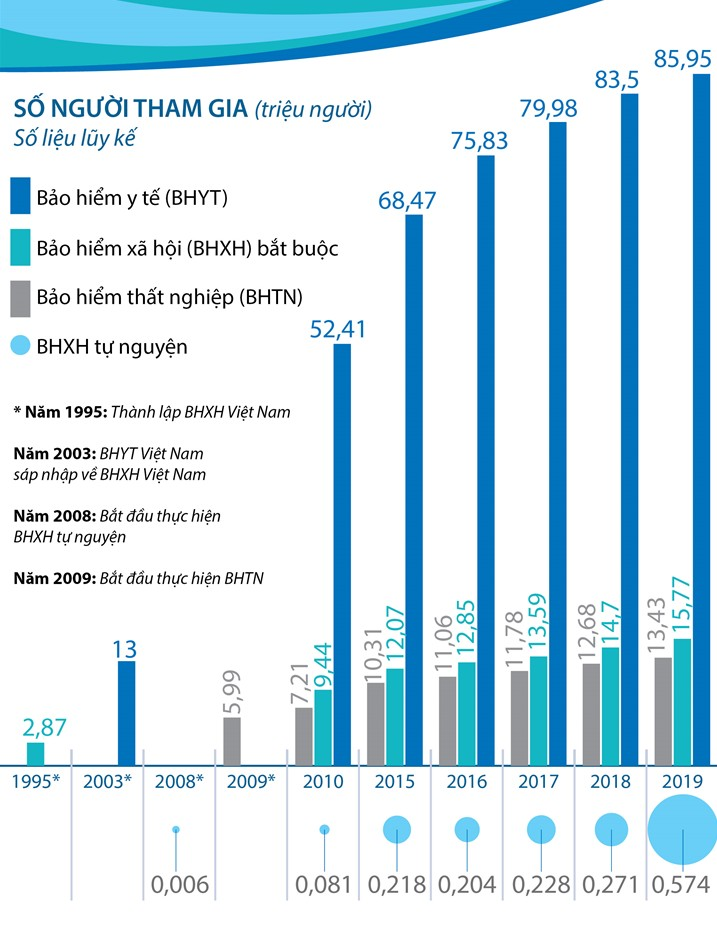 SỐ NGƯỜI THAM GIA (triệu người)
Số liệu lũy kế
Bảo hiểm y tế (BHYT)
Bảo hiểm xã hội (BHXH) bắt buộc
Bảo hiểm thất nghiệp (BHTN)
BHXH tự nguyện
* Năm 1995: Thành lập BHXH Việt Nam
Năm 2003: BHYT Việt Nam
sáp nhập về BHXH Việt Nam
Năm 2008: Bắt đầu thực hiện
BHXH tự nguyện
Năm 2009: Bắt đầu thực hiện BHTN
2,87
13
5,99
7,21
9,44
52,41
10,31
12,07
68,47
11,06
12,85
75,83
11,78
13,59
79,98
12,68
14,7
83,5
13,43
15,77
85,95
1995* 2003* 2008* 2009* 2010 2015 2016 2017 2018 2019
0,006 0,081 0,218 0,204 0,228 0,271 0,574